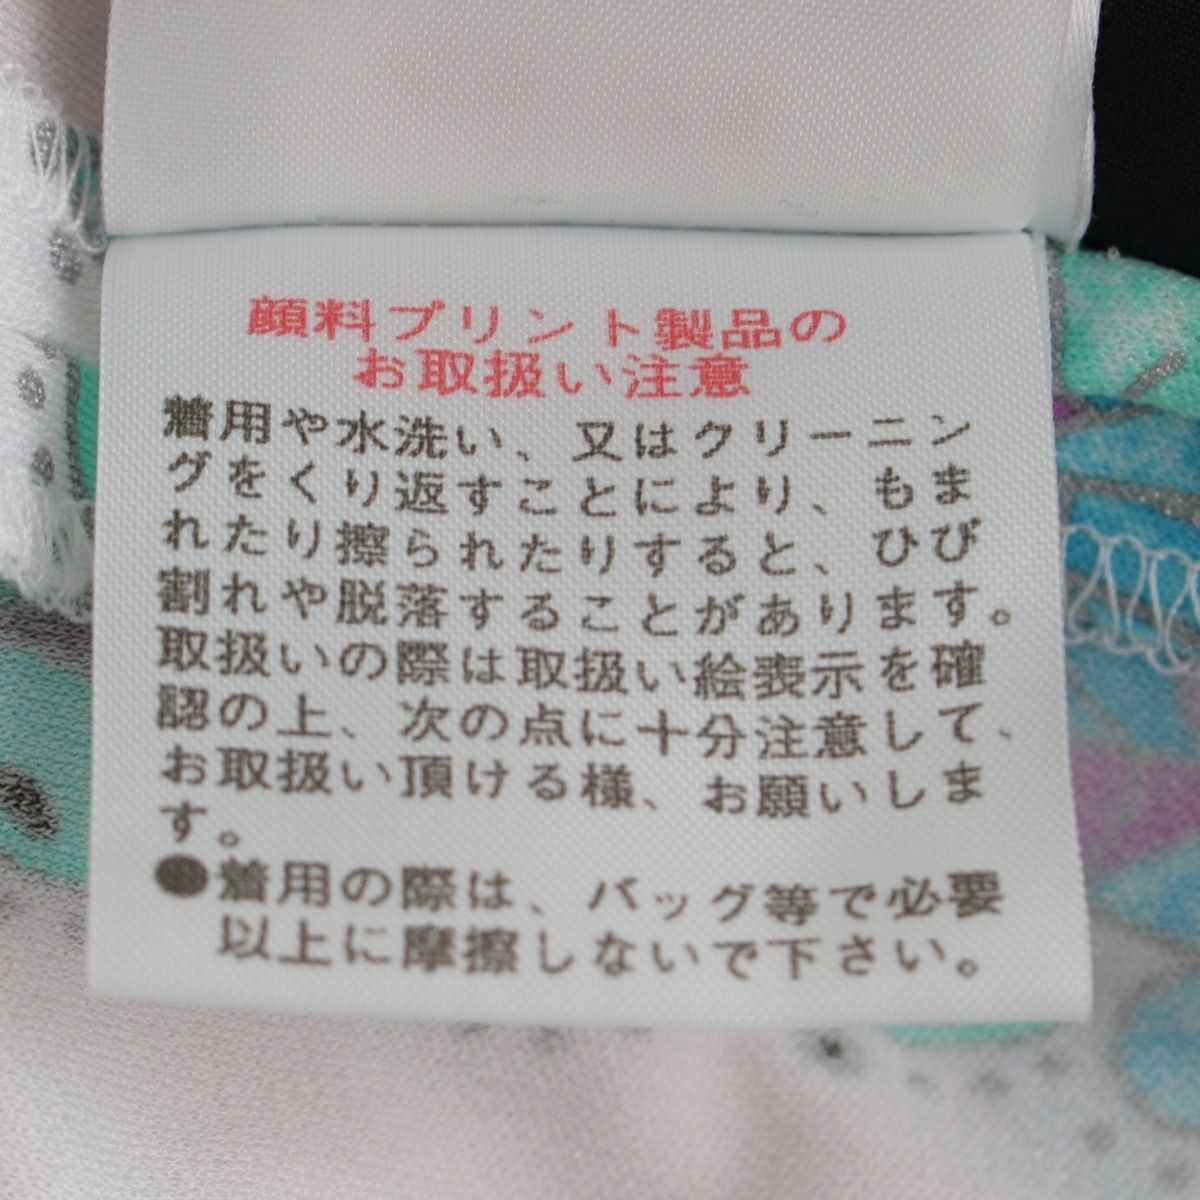 顔料プリント製品の
お取扱い注意
着用や水洗い、又はクリーニン
グをくり返すことにより、もま
れたり擦られたりすると、ひび
割れや脱落することがあります。
取扱いの際は取扱い絵表示を確
認の上、次の点に十分注意して、
お取扱い頂ける様、お願いしま
す。
●着用の際は、バッグ等で必要
以上に摩擦しないで下さい。